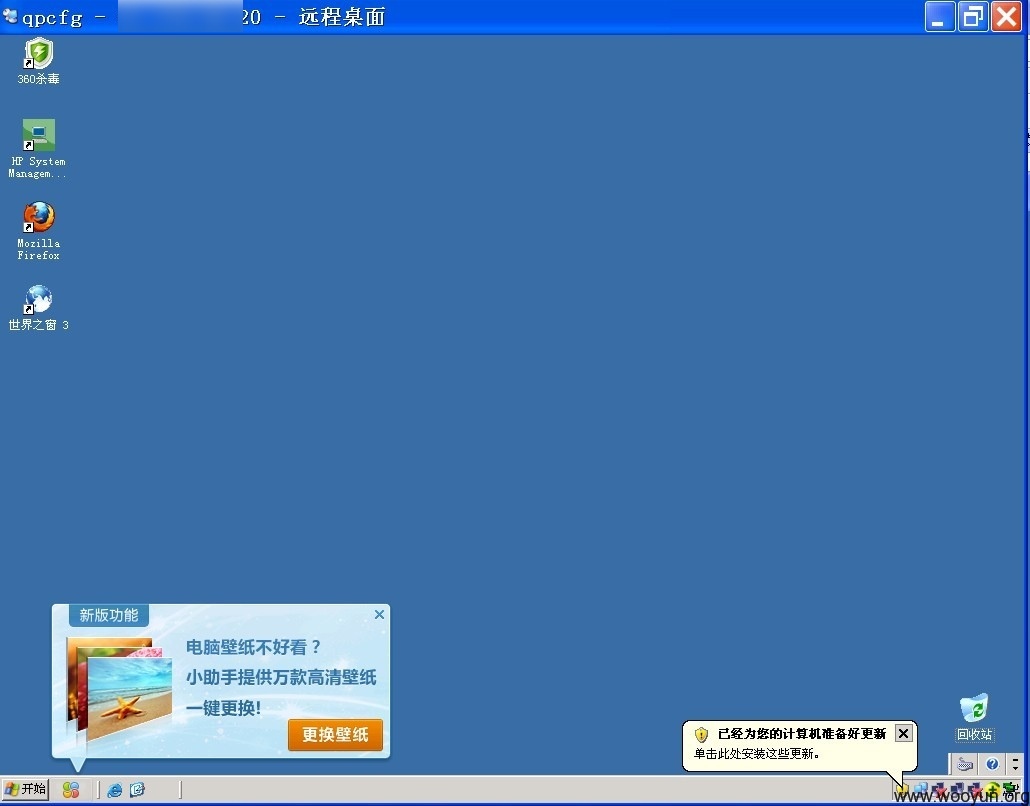 qpcfg -
20 - 远程桌面
360杀毒
HP System
Managem...
Mozilla
Firefox
世界之窗 3
新版功能
电脑壁纸不好看？
小助手提供万款高清壁纸
一键更换!
更换壁纸
回收站
已经为您的计算机准备好更新
单击此处安装这些更新。
开始
www.wooyun.org